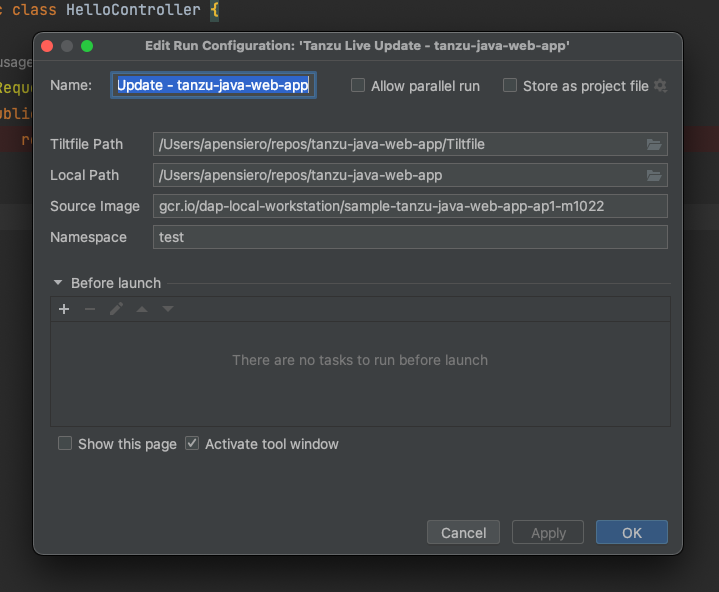 class HelloController {
Edit Run Configuration: 'Tanzu Live Update - tanzu-java-web-app'
Name: Update - tanzu-java-web-app Allow parallel run Store as project file
Tiltfile Path /Users/apensiero/repos/tanzu-java-web-app/Tiltfile
Local Path /Users/apensiero/repos/tanzu-java-web-app
Source Image gcr.io/dap-local-workstation/sample-tanzu-java-web-app-ap1-m1022
Namespace test
Before launch
There are no tasks to run before launch
Show this page Activate tool window
Cancel Apply OK